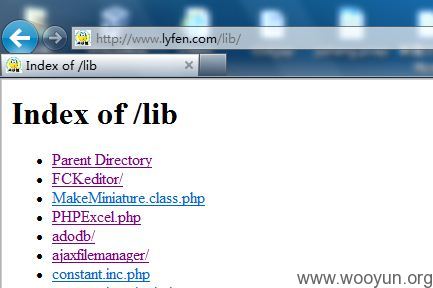 http://www.lyfen.com/lib/
Index of /lib
Index of /lib
Parent Directory
FCKeditor/
MakeMiniature.class.php
PHPExcel.php
adodb/
ajaxfilemanager/
constant.inc.php
www.wooyun.org